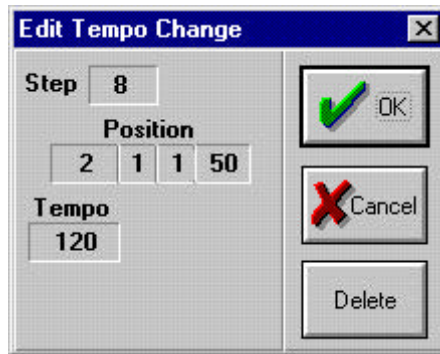 Edit Tempo Change
Step 8
OK
Position
2 1 1 50
Tempo
Cancel
120
Delete